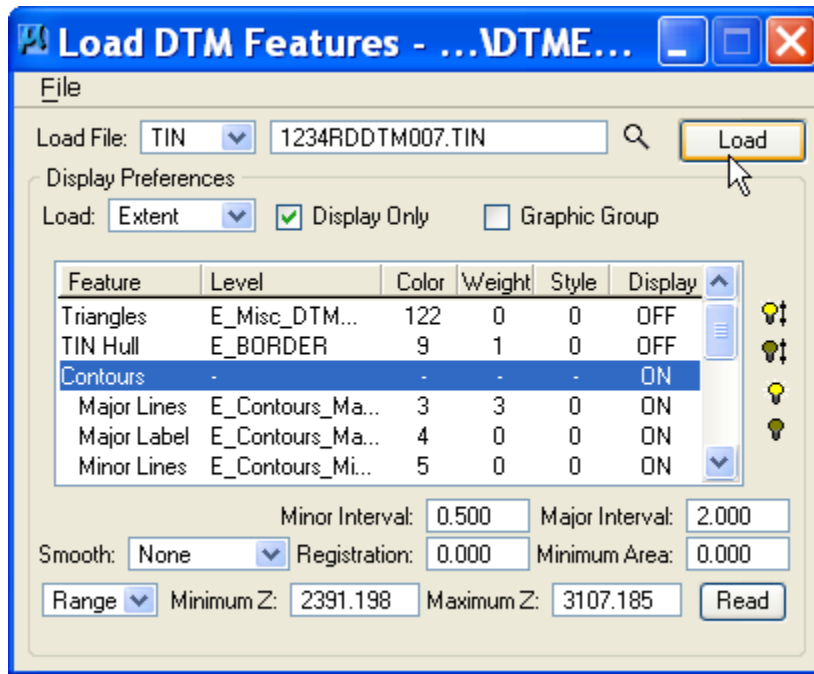 Load DTM Features - ...\DTME...
File
Load File: TIN 1234RDDTM007.TIN Load
Display Preferences
Load: Extent Display Only Graphic Group
Feature Level Color Weight Style Display
Triangles E_Misc_DTM... 122 0 0 OFF
TIN Hull E_BORDER 9 1 0 OFF
Contours - - - - ON
Major Lines E_Contours_Ma... 3 3 0 ON
Major Label E_Contours_Ma... 4 0 0 ON
Minor Lines E_Contours_Mi... 5 0 0 ON
Minor Interval: 0.500 Major Interval: 2.000
Smooth: None Registration: 0.000 Minimum Area: 0.000
Range Minimum Z: 2391.198 Maximum Z: 3107.185 Read